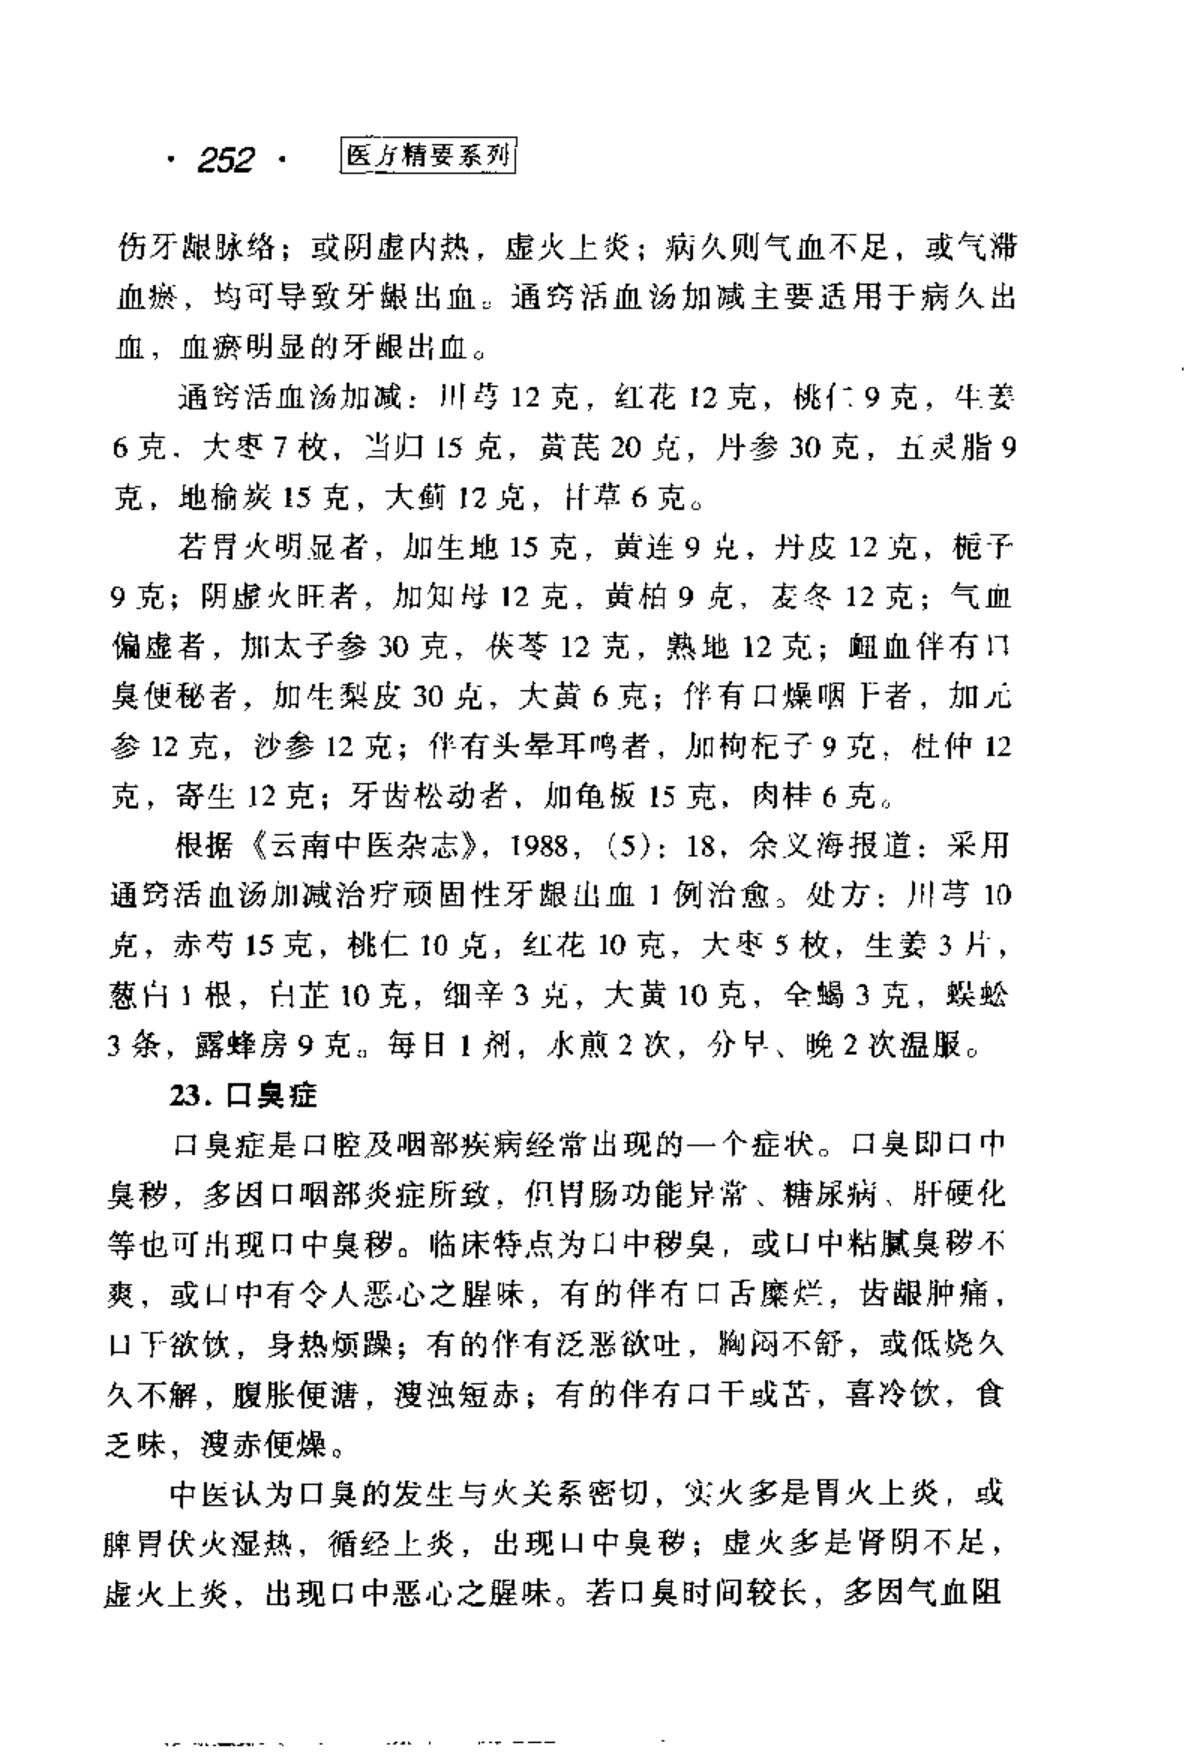 · 252 · 医方精要系列
伤牙龈脉络；或阴虚内热，虚火上炎；病久则气血不足，或气滞
血瘀，均可导致牙龈出血。通窍活血汤加减主要适用于病久出
血，血瘀明显的牙龈出血。
通窍活血汤加减：川芎 12 克，红花 12 克，桃仁 9 克，生姜
6 克，大枣 7 枚，当归 15 克，黄芪 20 克，丹参 30 克，五灵脂 9
克，地榆炭 15 克，大蓟 12 克，甘草 6 克。
若胃火明显者，加生地 15 克，黄连 9 克，丹皮 12 克，栀子
9 克；阴虚火旺者，加知母 12 克，黄柏 9 克，麦冬 12 克；气血
偏虚者，加太子参 30 克，茯苓 12 克，熟地 12 克；衄血伴有口
臭便秘者，加生梨皮 30 克，大黄 6 克；伴有口燥咽干者，加元
参 12 克，沙参 12 克；伴有头晕耳鸣者，加枸杞子 9 克，杜仲 12
克，寄生 12 克；牙齿松动者，加龟板 15 克，肉桂 6 克。
根据《云南中医杂志》，1988，（5）：18，余义海报道：采用
通窍活血汤加减治疗顽固性牙龈出血 1 例治愈。处方：川芎 10
克，赤芍 15 克，桃仁 10 克，红花 10 克，大枣 5 枚，生姜 3 片，
葱白 1 根，白芷 10 克，细辛 3 克，大黄 10 克，全蝎 3 克，蜈蚣
3 条，露蜂房 9 克。每日 1 剂，水煎 2 次，分早、晚 2 次温服。
23. 口臭症
口臭症是口腔及咽部疾病经常出现的一个症状。口臭即口中
臭秽，多因口咽部炎症所致，但胃肠功能异常、糖尿病、肝硬化
等也可出现口中臭秽。临床特点为口中秽臭，或口中粘腻臭秽不
爽，或口中有令人恶心之腥味，有的伴有口舌糜烂，齿龈肿痛，
口干欲饮，身热烦躁；有的伴有泛恶欲吐，胸闷不舒，或低烧久
久不解，腹胀便溏，溲浊短赤；有的伴有口干或苦，喜冷饮，食
乏味，溲赤便燥。
中医认为口臭的发生与火关系密切，实火多是胃火上炎，或
脾胃伏火湿热，循经上炎，出现口中臭秽；虚火多是肾阴不足，
虚火上炎，出现口中恶心之腥味。若口臭时间较长，多因气血阻